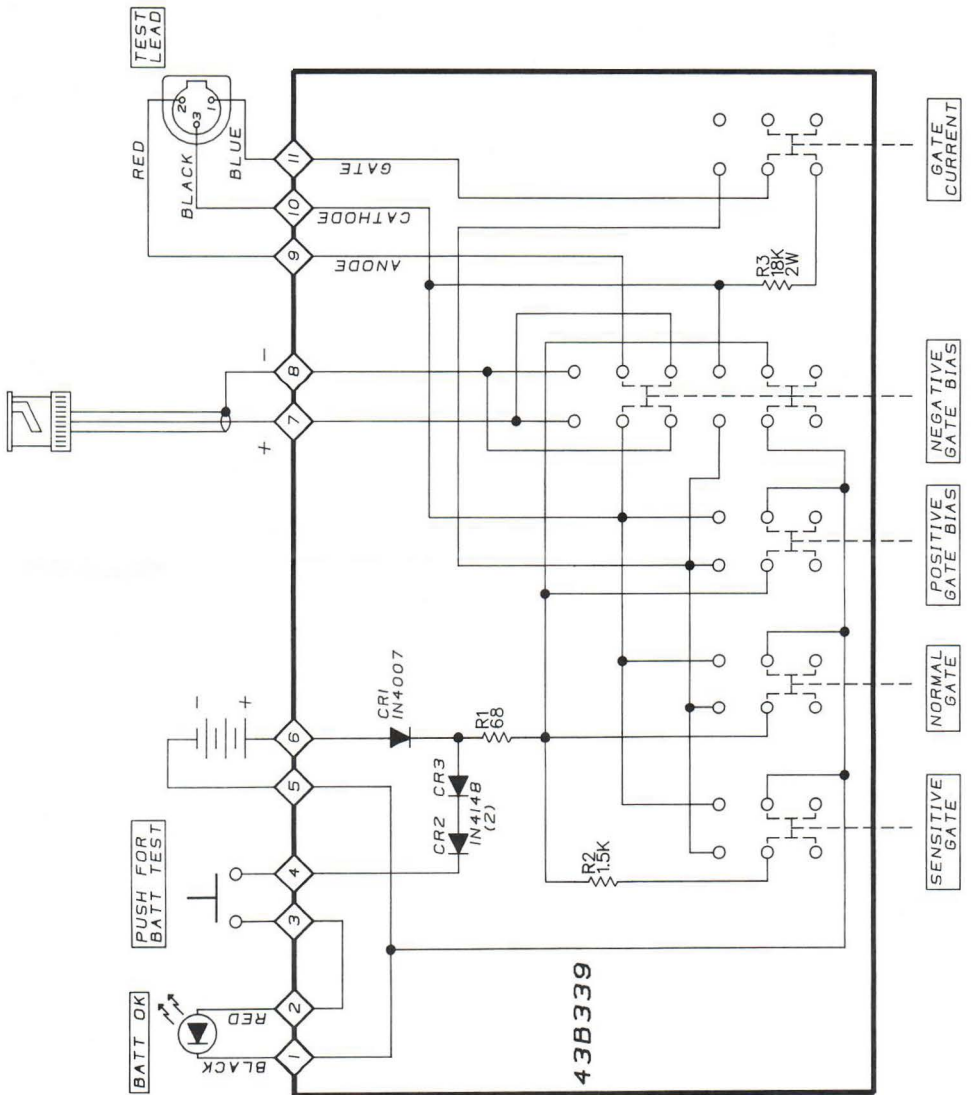 TEST
LEAD
RED
BLACK
BLUE
2
3
1
11
10
9
8
7
6
5
4
3
2
1
GATE
CATHODE
ANODE
-
+
-
+
PUSH FOR
BATT TEST
BATT OK
RED
BLACK
CR1
IN4007
CR3
CR2
IN4148
(2)
R1
68
R2
1.5K
R3
18K
2W
43B339
GATE
CURRENT
NEGATIVE
GATE BIAS
POSITIVE
GATE BIAS
NORMAL
GATE
SENSITIVE
GATE